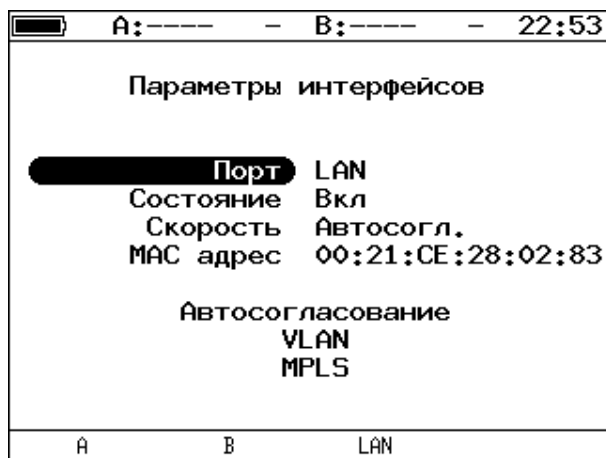 A:---- - B:---- - 22:53
Параметры интерфейсов
Порт LAN
Состояние Вкл
Скорость Автосогл.
MAC адрес 00:21:CE:28:02:83
Автосогласование
VLAN
MPLS
A B LAN